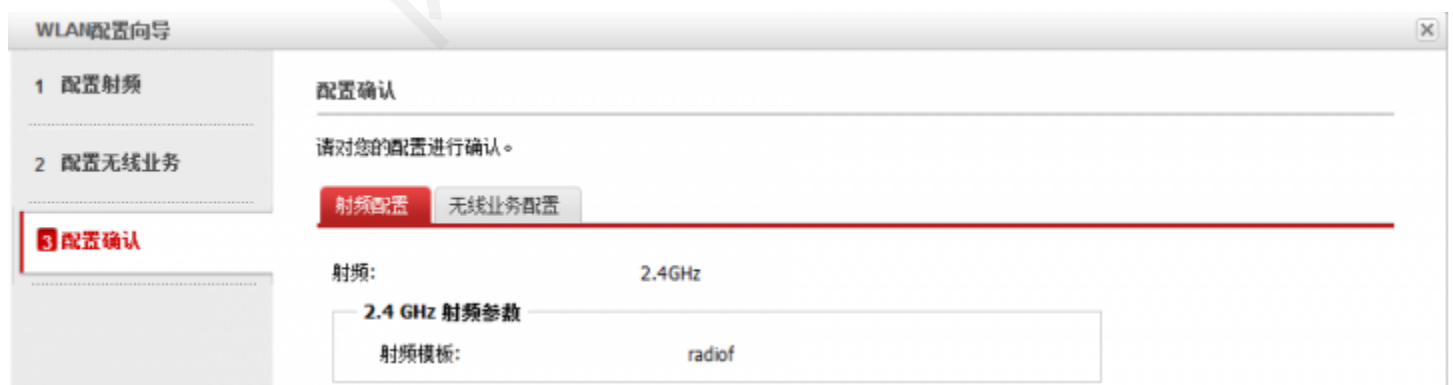 WLAN配置向导
1 配置射频
2 配置无线业务
3 配置确认
配置确认
请对您的配置进行确认。
射频配置 无线业务配置
射频: 2.4GHz
2.4 GHz 射频参数
射频模板: radiof